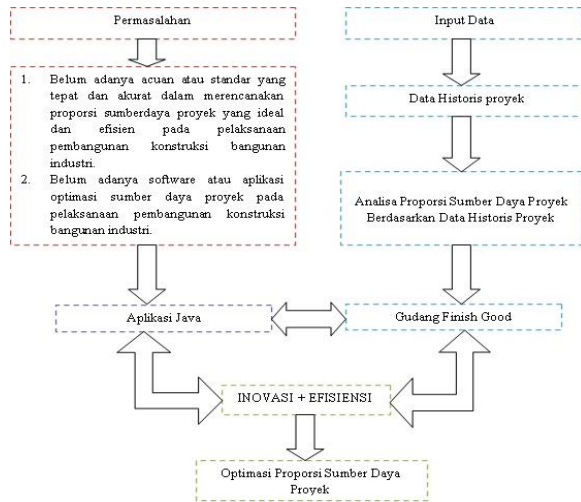 Permasalahan
1. Belum adanya acuan atau standar yang
tepat dan akurat dalam merencanakan
proporsi sumberdaya proyek yang ideal
dan efisien pada pelaksanaan
pembangunan konstruksi bangunan
industri.
2. Belum adanya software atau aplikasi
optimasi sumber daya proyek pada
pelaksanaan pembangunan konstruksi
bangunan industri.
Aplikasi Java
Input Data
Data Historis proyek
Analisa Proporsi Sumber Daya Proyek
Berdasarkan Data Historis Proyek
Gudang Finish Good
INOVASI + EFISIENSI
Optimasi Proporsi Sumber Daya
Proyek